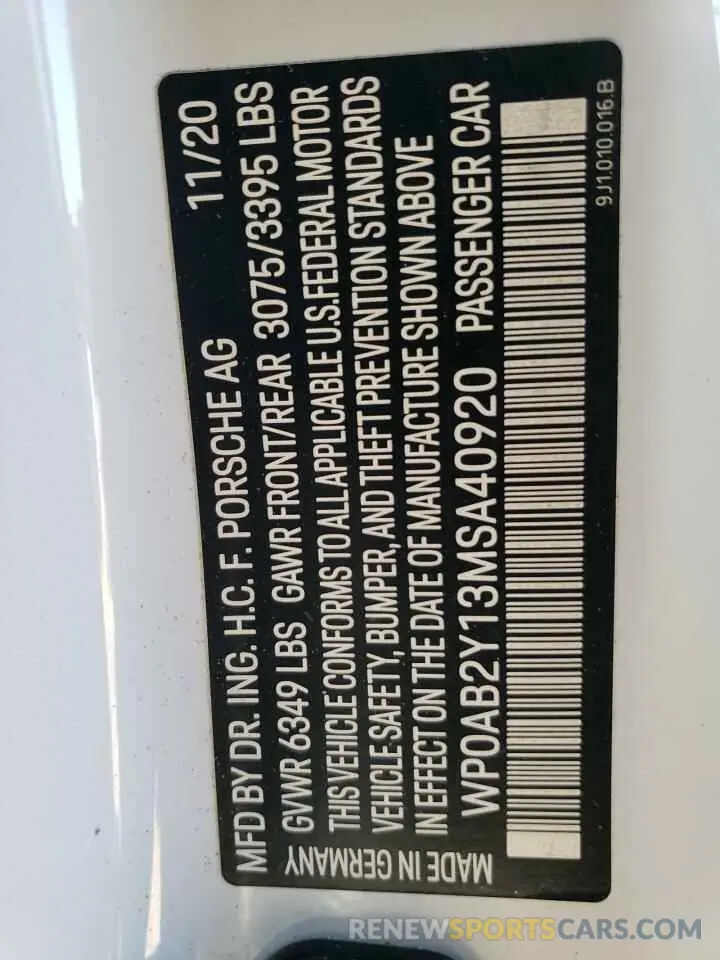 MFD BY DR. ING. H.C. F. PORSCHE AG 11/20
GVWR 6349 LBS GAWR FRONT/REAR 3075/3395 LBS
THIS VEHICLE CONFORMS TO ALL APPLICABLE U.S. FEDERAL MOTOR
VEHICLE SAFETY, BUMPER, AND THEFT PREVENTION STANDARDS
IN EFFECT ON THE DATE OF MANUFACTURE SHOWN ABOVE
WP0AB2Y13MSA40920 PASSENGER CAR
MADE IN GERMANY
9J1.010.016.B
RENEWSPORTSCARS.COM